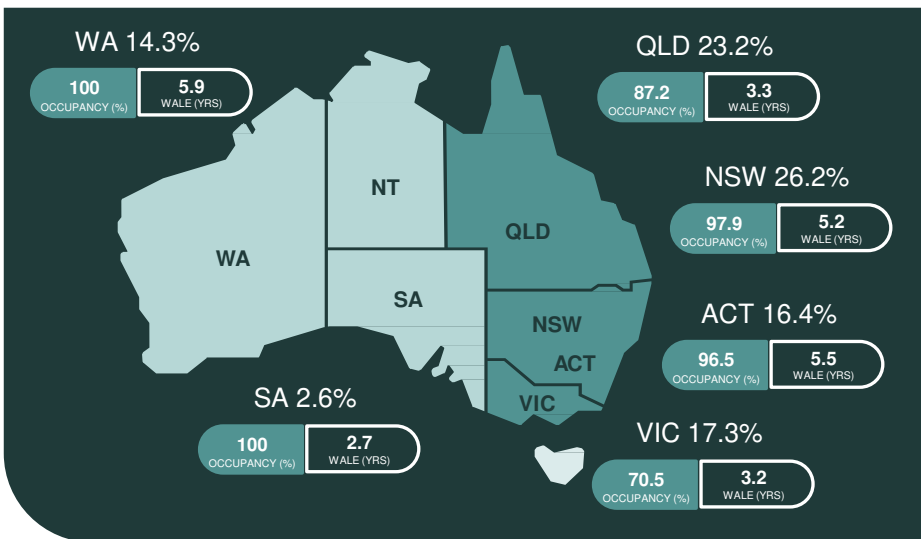 WA 14.3%
100
OCCUPANCY (%)
5.9
WALE (YRS)
QLD 23.2%
87.2
OCCUPANCY (%)
3.3
WALE (YRS)
NT
NSW 26.2%
97.9
OCCUPANCY (%)
5.2
WALE (YRS)
QLD
WA
SA
NSW
ACT
VIC
ACT 16.4%
96.5
OCCUPANCY (%)
5.5
WALE (YRS)
SA 2.6%
100
OCCUPANCY (%)
2.7
WALE (YRS)
VIC 17.3%
70.5
OCCUPANCY (%)
3.2
WALE (YRS)